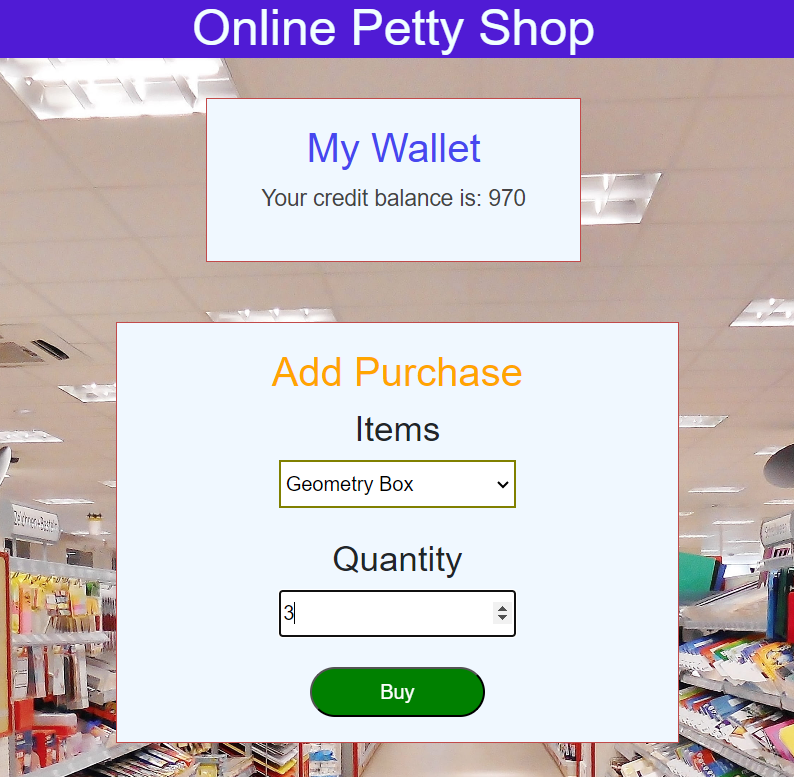 Online Petty Shop
My Wallet
Your credit balance is: 970
Add Purchase
Items
Geometry Box
Quantity
3
Buy